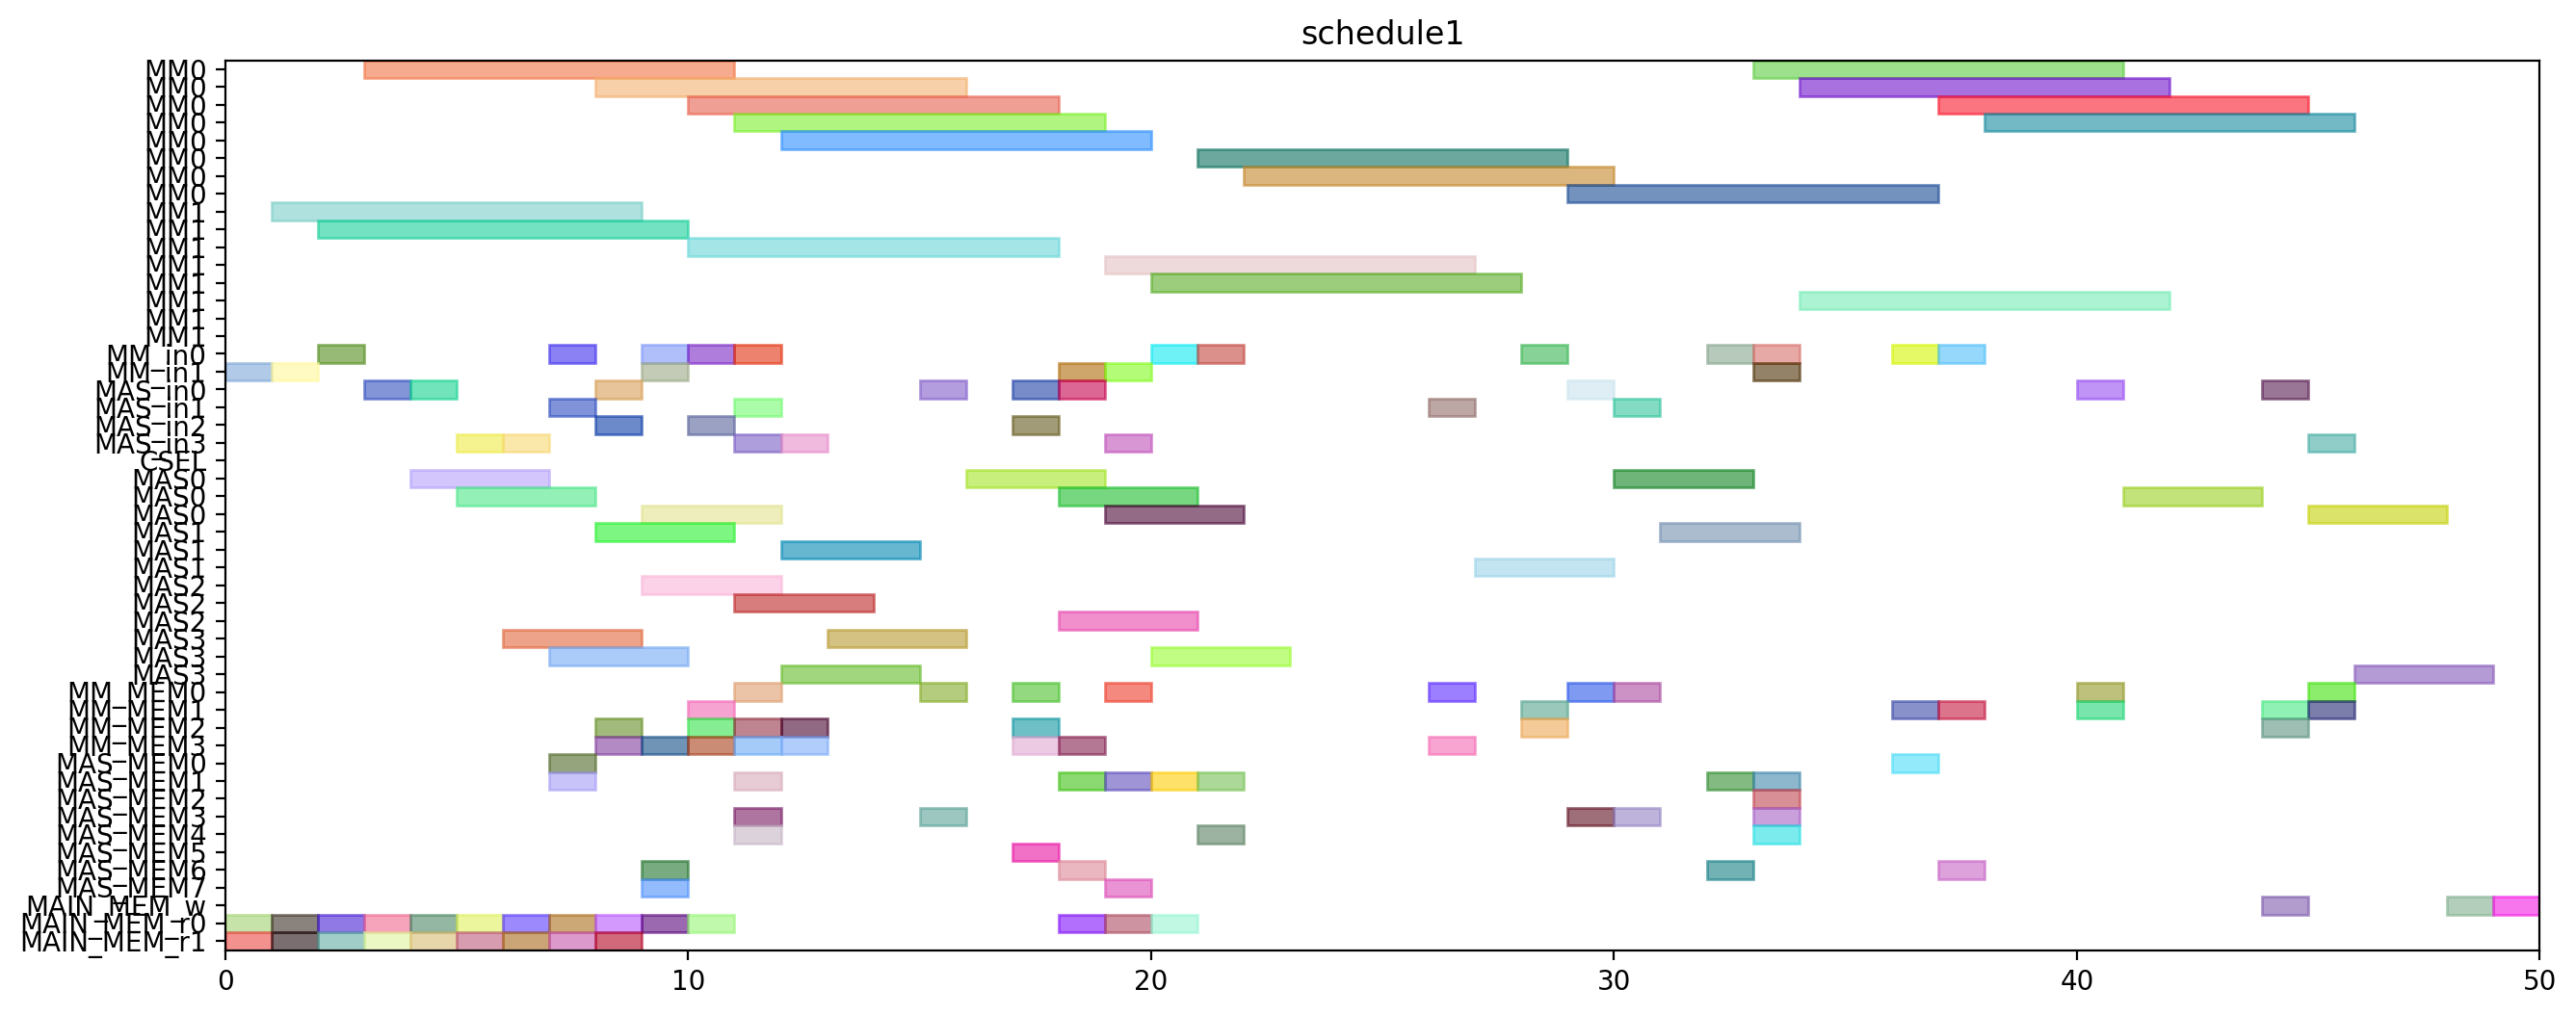 schedule1
MM0
MM0
MM0
MM0
MM0
MM0
MM0
MM0
MM1
MM1
MM1
MM1
MM1
MM1
MM1
MM1
MM_in0
MM_in1
MAS_in0
MAS_in1
MAS_in2
MAS_in3
CSEL
MAS0
MAS0
MAS0
MAS1
MAS1
MAS1
MAS2
MAS2
MAS2
MAS3
MAS3
MAS3
MM_MEM0
MM_MEM1
MM_MEM2
MM_MEM3
MAS_MEM0
MAS_MEM1
MAS_MEM2
MAS_MEM3
MAS_MEM4
MAS_MEM5
MAS_MEM6
MAS_MEM7
MAIN_MEM_w
MAIN_MEM_r0
MAIN_MEM_r1
0 10 20 30 40 50